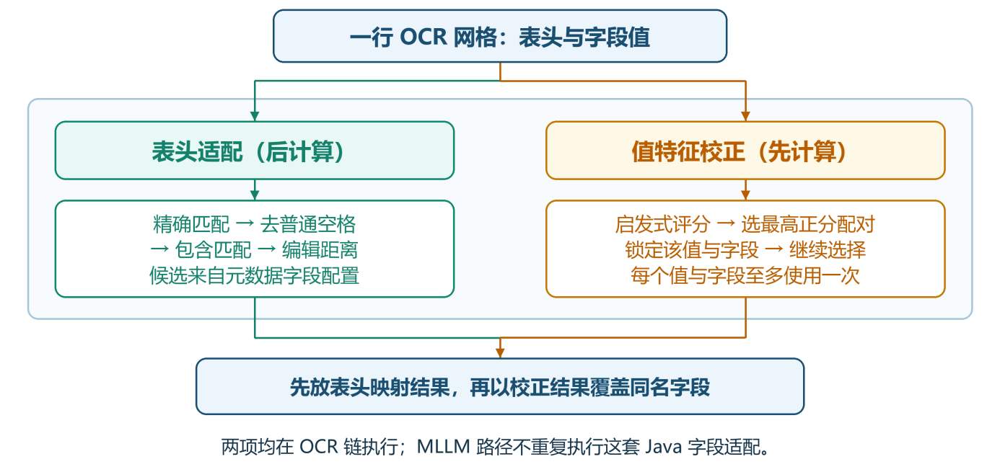 一行 OCR 网格：表头与字段值
表头适配（后计算）
精确匹配 → 去普通空格
→ 包含匹配 → 编辑距离
候选来自元数据字段配置
值特征校正（先计算）
启发式评分 → 选最高正分配对
锁定该值与字段 → 继续选择
每个值与字段至多使用一次
先放表头映射结果，再以校正结果覆盖同名字段
两项均在 OCR 链执行；MLLM 路径不重复执行这套 Java 字段适配。